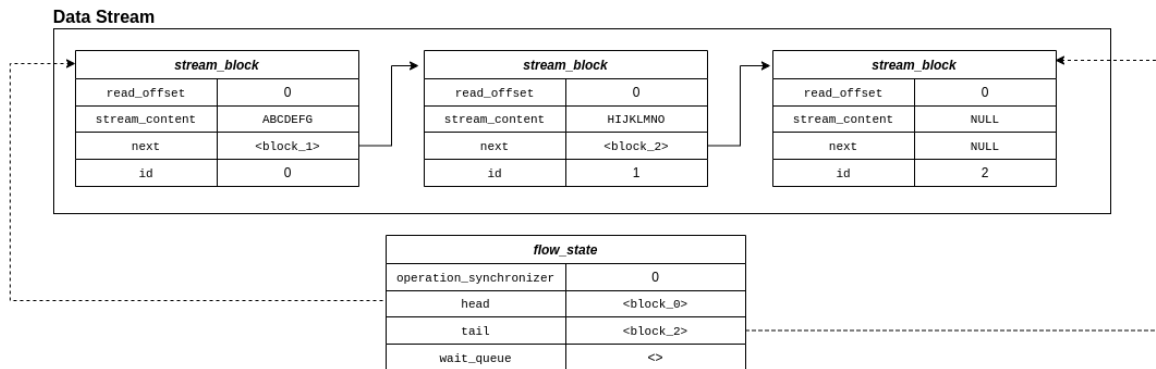 Data Stream
stream_block stream_block stream_block
read_offset 0 read_offset 0 read_offset 0
stream_content ABCDEFG stream_content HIJKLMNO stream_content NULL
next <block_1> next <block_2> next NULL
id 0 id 1 id 2
flow_state
operation_synchronizer 0
head <block_0>
tail <block_2>
wait_queue <>